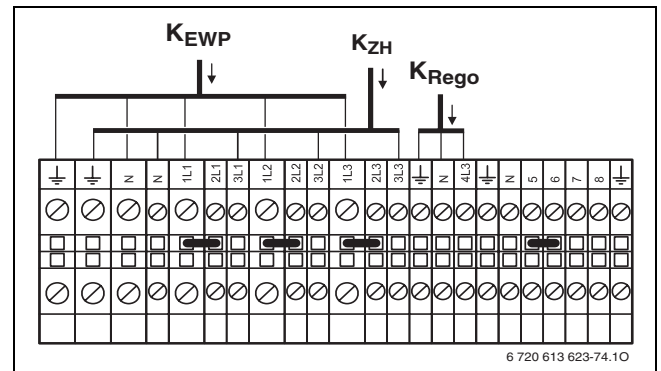 KEWP
KZH
KRego
⏚ ⏚ N N 1L1 2L1 3L1 1L2 2L2 3L2 1L3 2L3 3L3 ⏚ N 4L3 ⏚ N 5 6 7 8 ⏚
6 720 613 623-74.1O